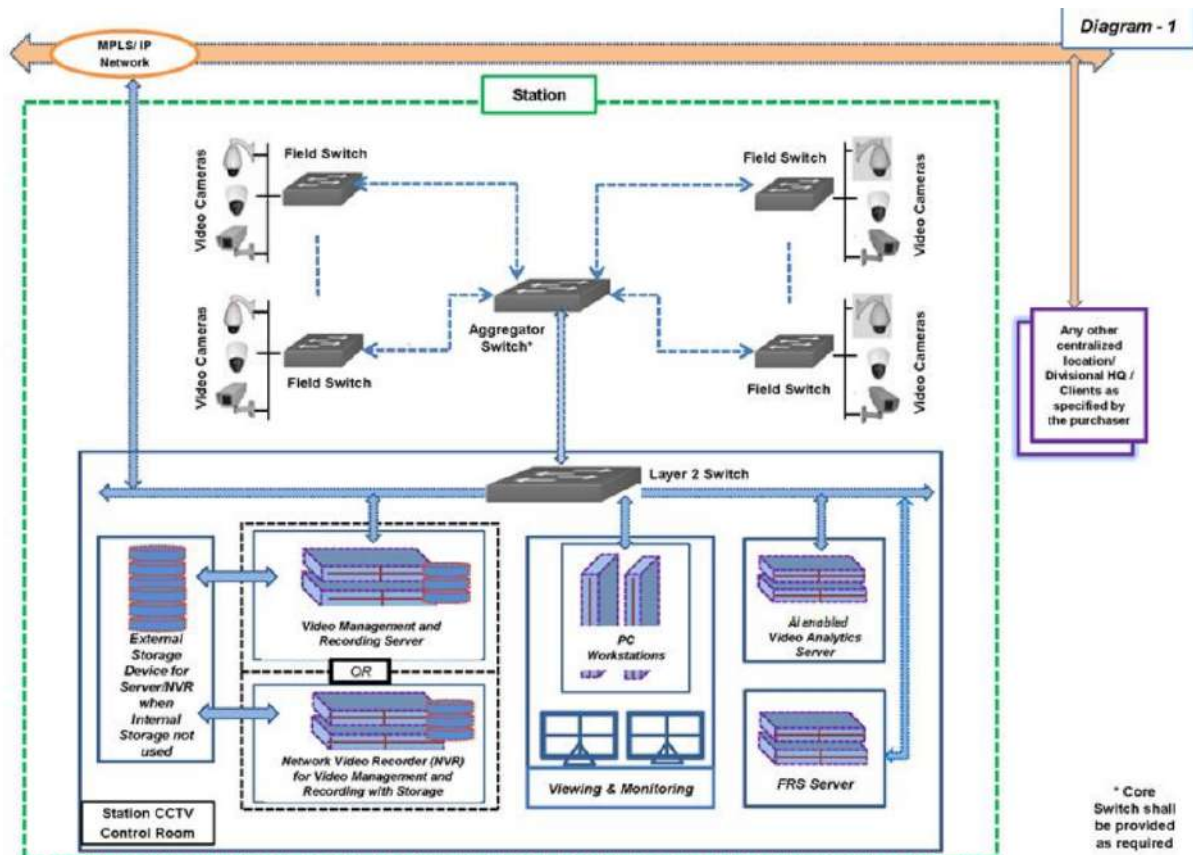 Diagram - 1
MPLS/ IP
Network
Station
Video Cameras
Field Switch
Field Switch
Video Cameras
Aggregator
Switch*
Video Cameras
Field Switch
Field Switch
Video Cameras
Any other
centralized
location/
Divisional HQ /
Clients as
specified by
the purchaser
Layer 2 Switch
External
Storage
Device for
Server/NVR
when
Internal
Storage not
used
Video Management and
Recording Server
OR
Network Video Recorder (NVR)
for Video Management and
Recording with Storage
PC
Workstations
Viewing & Monitoring
AI enabled
Video Analytics
Server
FRS Server
Station CCTV
Control Room
* Core
Switch shall
be provided
as required